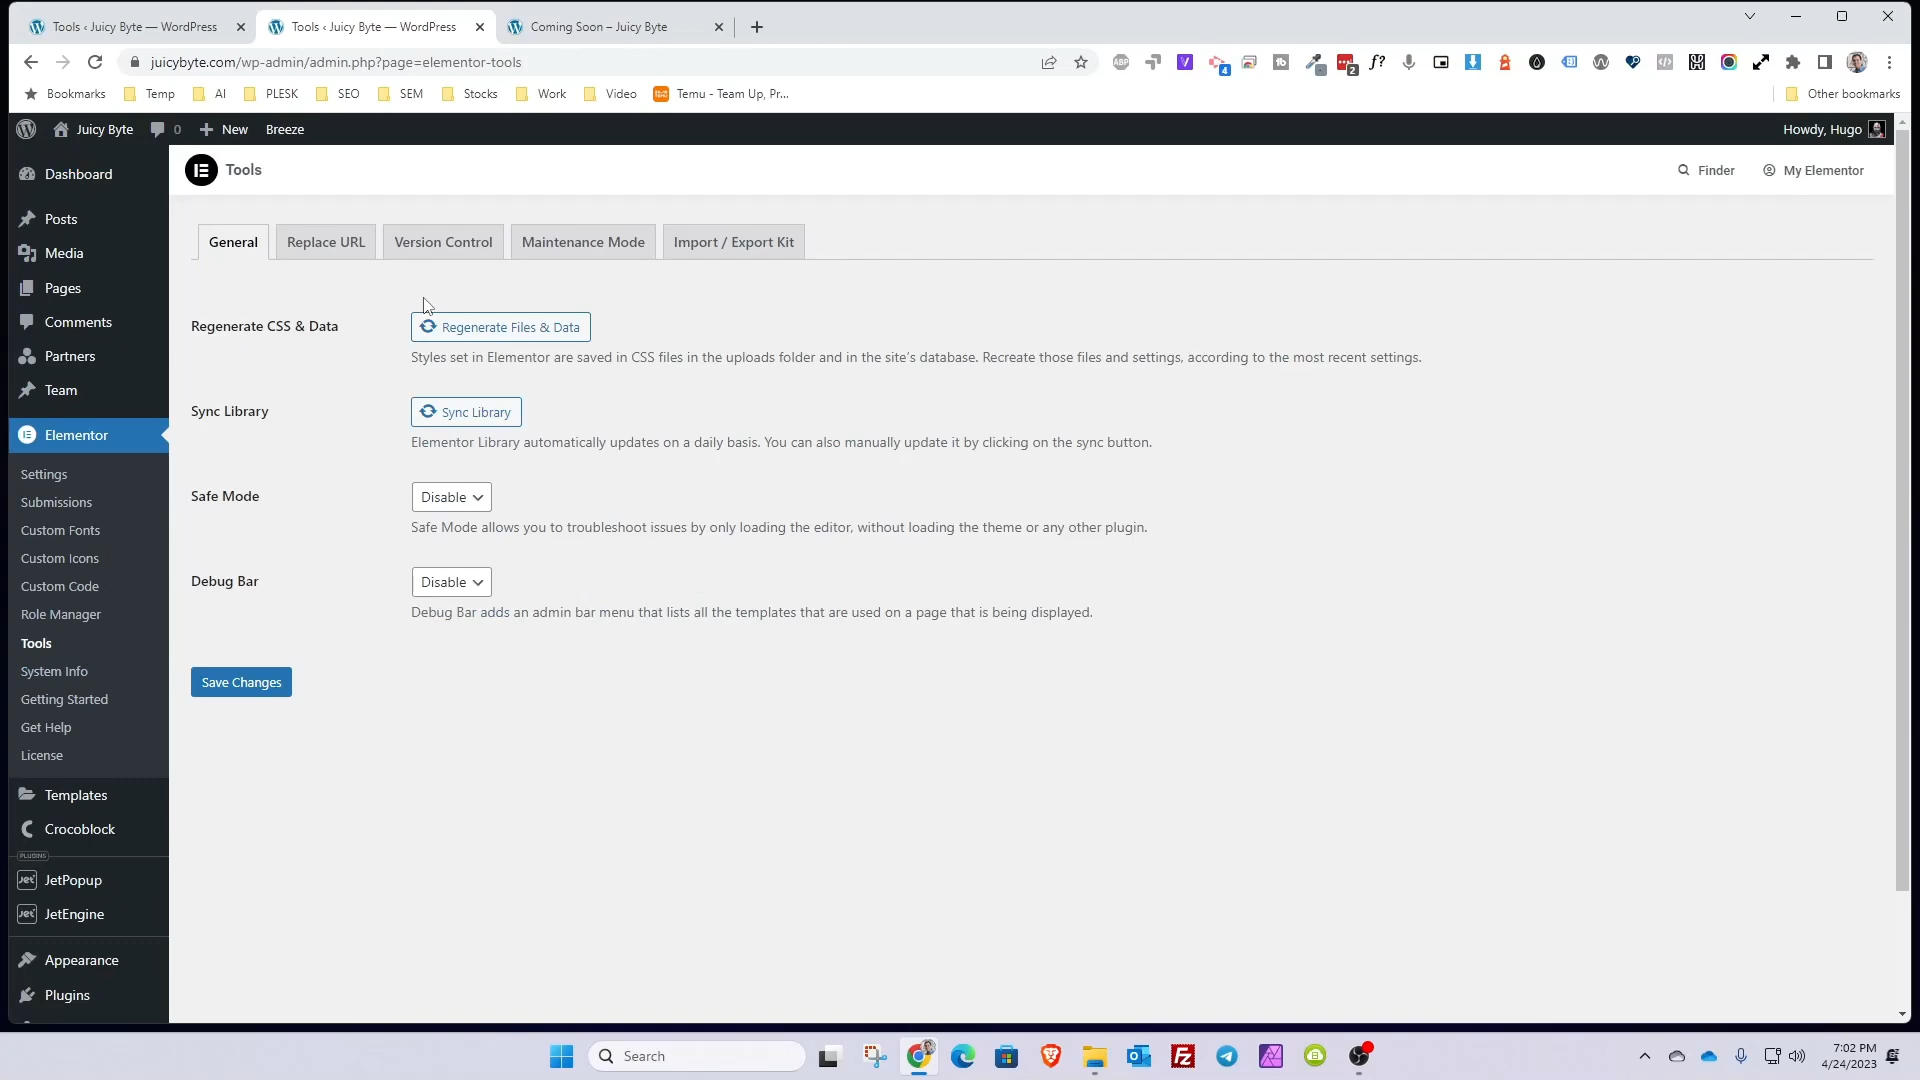 Tools ‹ Juicy Byte — WordPress
Tools ‹ Juicy Byte — WordPress
Coming Soon – Juicy Byte
juicybyte.com/wp-admin/admin.php?page=elementor-tools
ABP
4
2
f?
Bookmarks
Temp
AI
PLESK
SEO
SEM
Stocks
Work
Video
Temu - Team Up, Pr...
Other bookmarks
Juicy Byte
0
New
Breeze
Howdy, Hugo
Dashboard
Posts
Media
Pages
Comments
Partners
Team
Elementor
Settings
Submissions
Custom Fonts
Custom Icons
Custom Code
Role Manager
Tools
System Info
Getting Started
Get Help
License
Templates
Crocoblock
PLUGINS
Jet JetPopup
Jet JetEngine
Appearance
Plugins
Tools
Finder
My Elementor
General
Replace URL
Version Control
Maintenance Mode
Import / Export Kit
Regenerate CSS & Data
Regenerate Files & Data
Styles set in Elementor are saved in CSS files in the uploads folder and in the site's database. Recreate those files and settings, according to the most recent settings.
Sync Library
Sync Library
Elementor Library automatically updates on a daily basis. You can also manually update it by clicking on the sync button.
Safe Mode
Disable
Safe Mode allows you to troubleshoot issues by only loading the editor, without loading the theme or any other plugin.
Debug Bar
Disable
Debug Bar adds an admin bar menu that lists all the templates that are used on a page that is being displayed.
Save Changes
Search
Fz
7:02 PM
4/24/2023